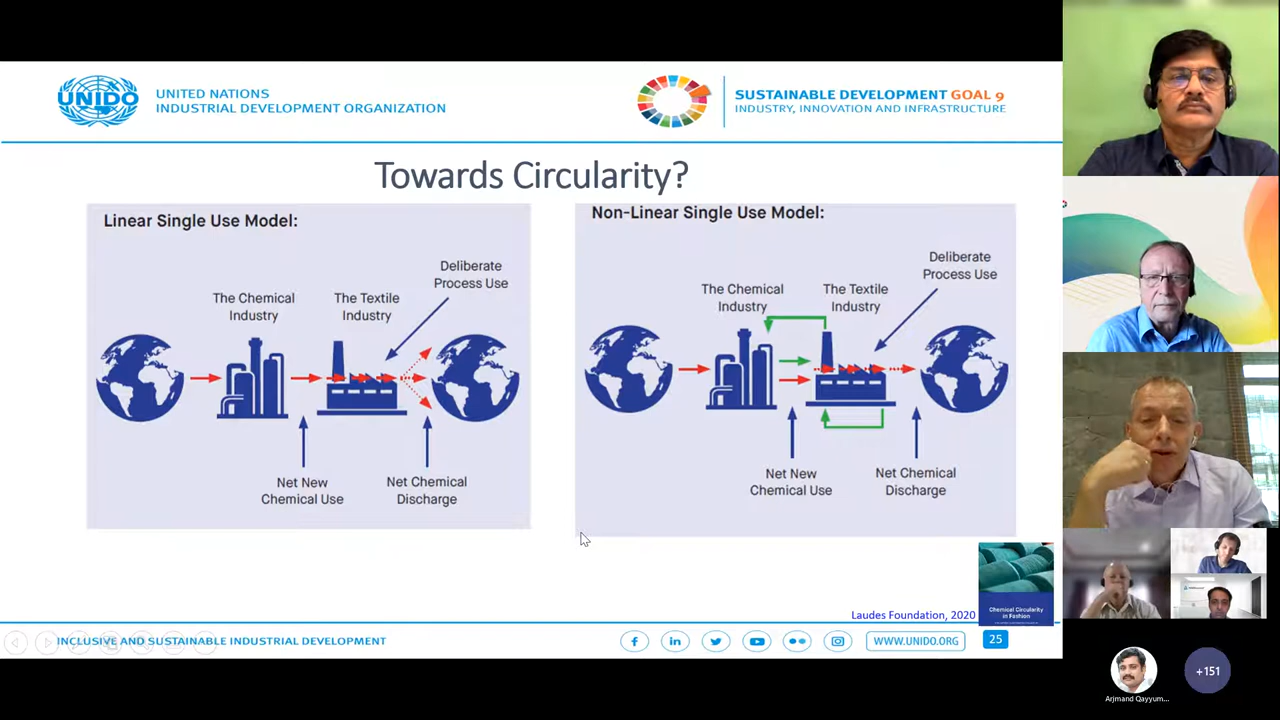 UNIDO
UNITED NATIONS
INDUSTRIAL DEVELOPMENT ORGANIZATION
SUSTAINABLE DEVELOPMENT GOAL 9
INDUSTRY, INNOVATION AND INFRASTRUCTURE
Towards Circularity?
Linear Single Use Model:
Deliberate
Process Use
The Chemical
Industry
The Textile
Industry
Net New
Chemical Use
Net Chemical
Discharge
Non-Linear Single Use Model:
Deliberate
Process Use
The Chemical
Industry
The Textile
Industry
Net New
Chemical Use
Net Chemical
Discharge
Chemical Circularity
in Fashion
Laudes Foundation, 2020
INCLUSIVE AND SUSTAINABLE INDUSTRIAL DEVELOPMENT
WWW.UNIDO.ORG
25
+151
Arjmand Qayyum...